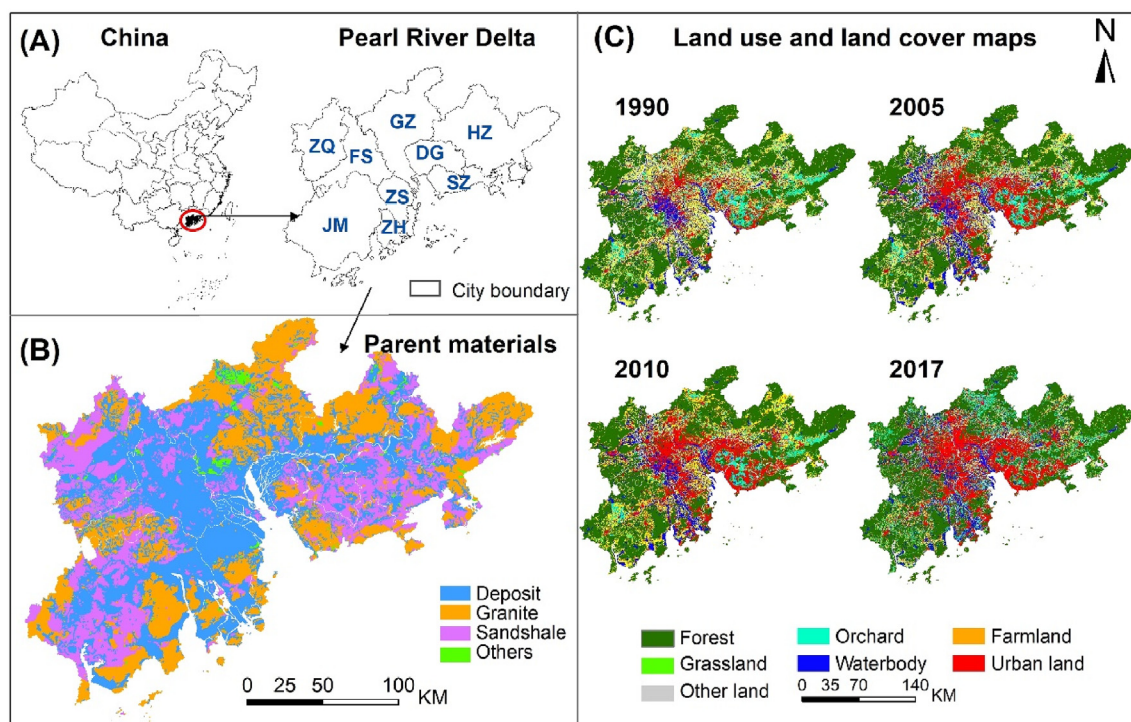 (A)
China
Pearl River Delta
GZ
HZ
ZQ
FS
DG
SZ
ZS
JM
ZH
City boundary
(B)
Parent materials
Deposit
Granite
Sandshale
Others
0 25 50 100
KM
(C)
Land use and land cover maps
N
1990
2005
2010
2017
Forest
Orchard
Farmland
Grassland
Waterbody
Urban land
Other land
0 35 70 140
KM